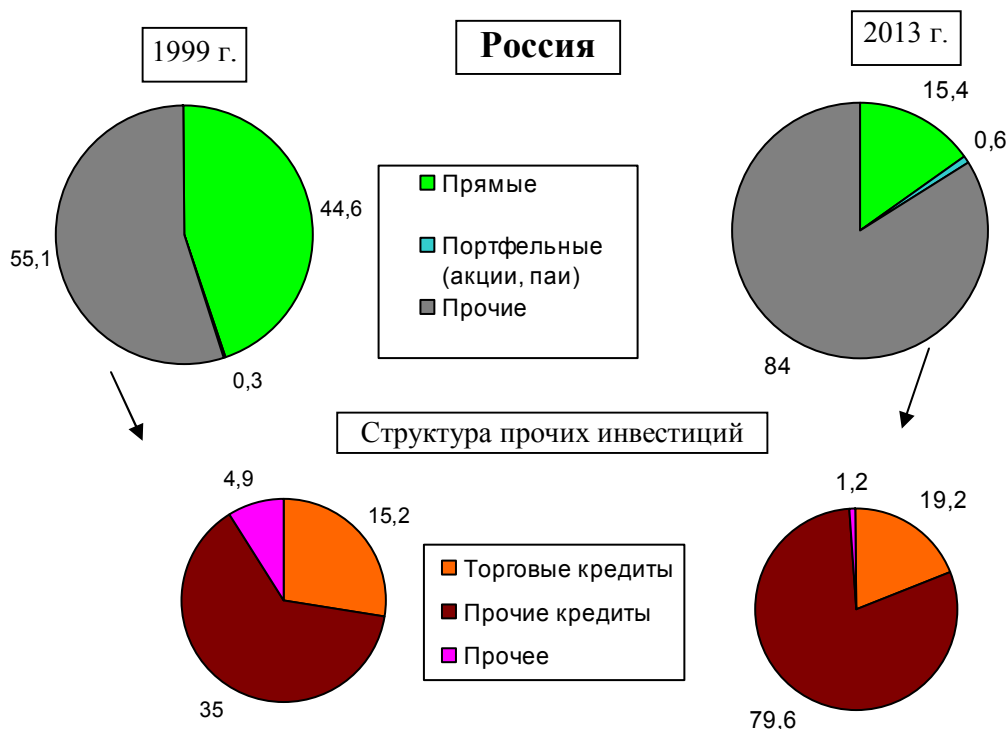 1999 г.
Россия
2013 г.
44,6
0,3
55,1
15,4
0,6
84
Прямые
Портфельные
(акции, паи)
Прочие
Структура прочих инвестиций
4,9
15,2
35
1,2
19,2
79,6
Торговые кредиты
Прочие кредиты
Прочее